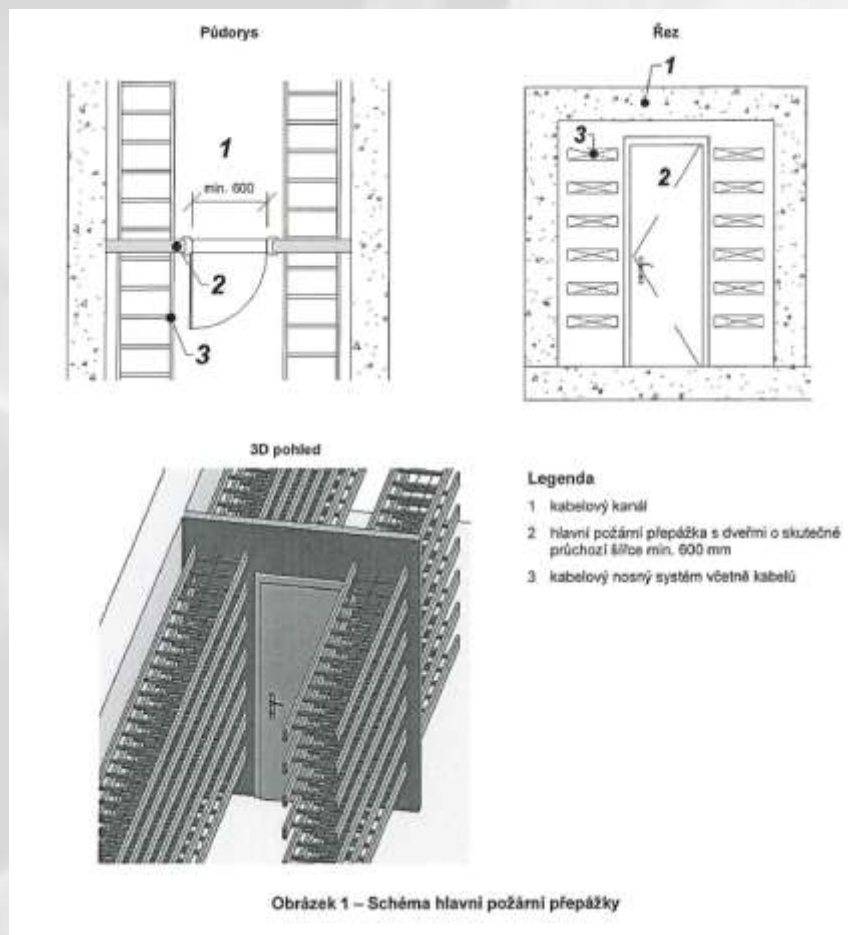 Půdorys
1
min. 600
2
3
Řez
1
3
2
3D pohled
Legenda
1 kabelový kanál
2 hlavní požární přepážka s dveřmi o skutečné
průchozí šířce min. 600 mm
3 kabelový nosný systém včetně kabelů
Obrázek 1 – Schéma hlavní požární přepážky